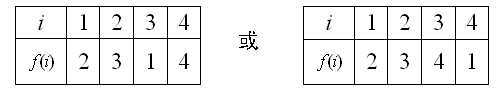 i 1 2 3 4
f(i) 2 3 1 4
或
i 1 2 3 4
f(i) 2 3 4 1